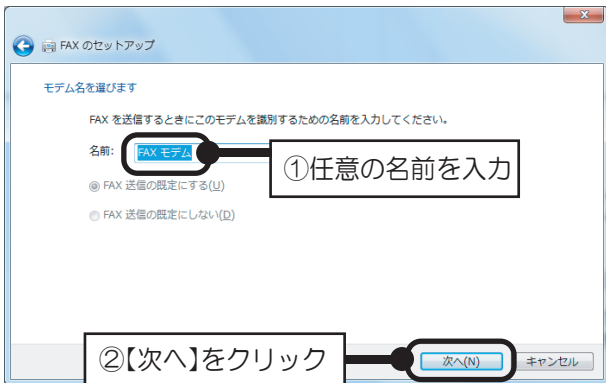 FAX のセットアップ
モデム名を選びます
FAX を送信するときにこのモデムを識別するための名前を入力してください。
名前: FAX モデム
①任意の名前を入力
FAX 送信の既定にする(U)
FAX 送信の既定にしない(D)
②【次へ】をクリック
次へ(N) キャンセル